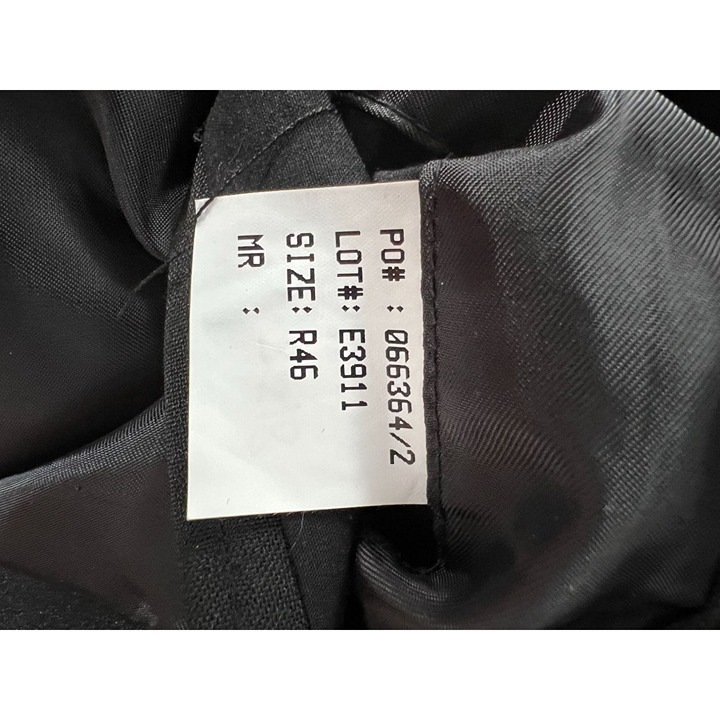 PO# : 066364/2
LOT#: E3911
SIZE: R46
MR :